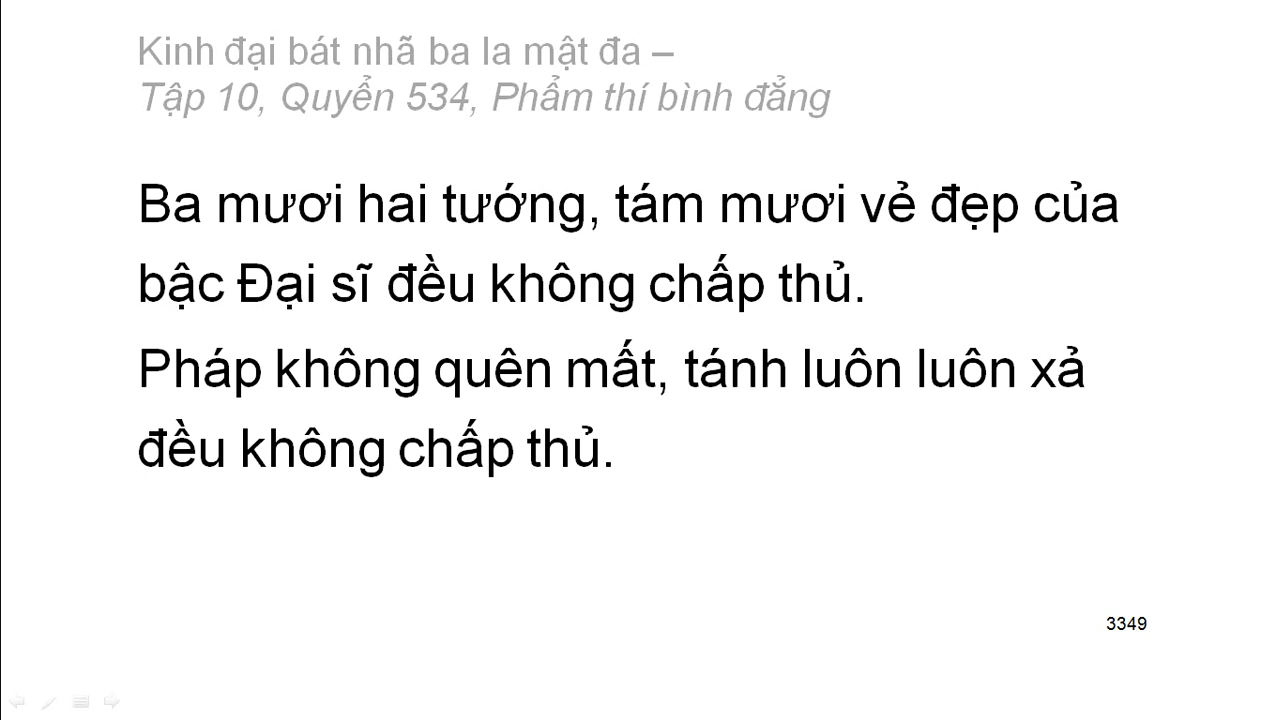 Kinh đại bát nhã ba la mật đa –
Tập 10, Quyển 534, Phẩm thí bình đẳng
Ba mươi hai tướng, tám mươi vẻ đẹp của
bậc Đại sĩ đều không chấp thủ.
Pháp không quên mất, tánh luôn luôn xả
đều không chấp thủ.
3349